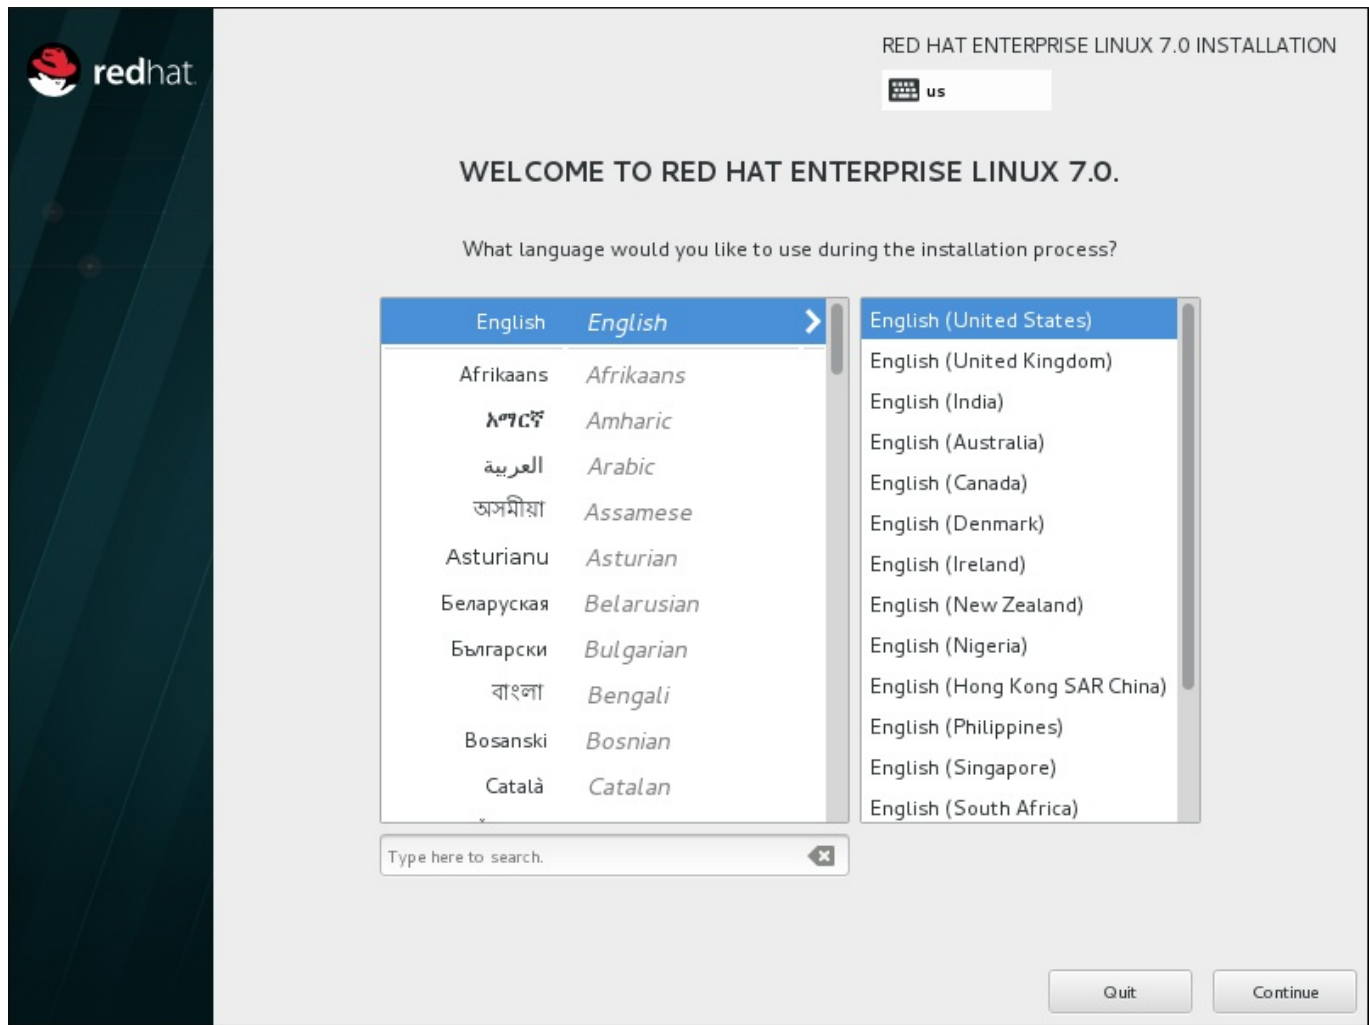 redhat.
RED HAT ENTERPRISE LINUX 7.0 INSTALLATION
us
WELCOME TO RED HAT ENTERPRISE LINUX 7.0.
What language would you like to use during the installation process?
English English
Afrikaans Afrikaans
አማርኛ Amharic
العربية Arabic
অসমীয়া Assamese
Asturianu Asturian
Беларуская Belarusian
Български Bulgarian
বাংলা Bengali
Bosanski Bosnian
Català Catalan
English (United States)
English (United Kingdom)
English (India)
English (Australia)
English (Canada)
English (Denmark)
English (Ireland)
English (New Zealand)
English (Nigeria)
English (Hong Kong SAR China)
English (Philippines)
English (Singapore)
English (South Africa)
Type here to search.
Quit Continue